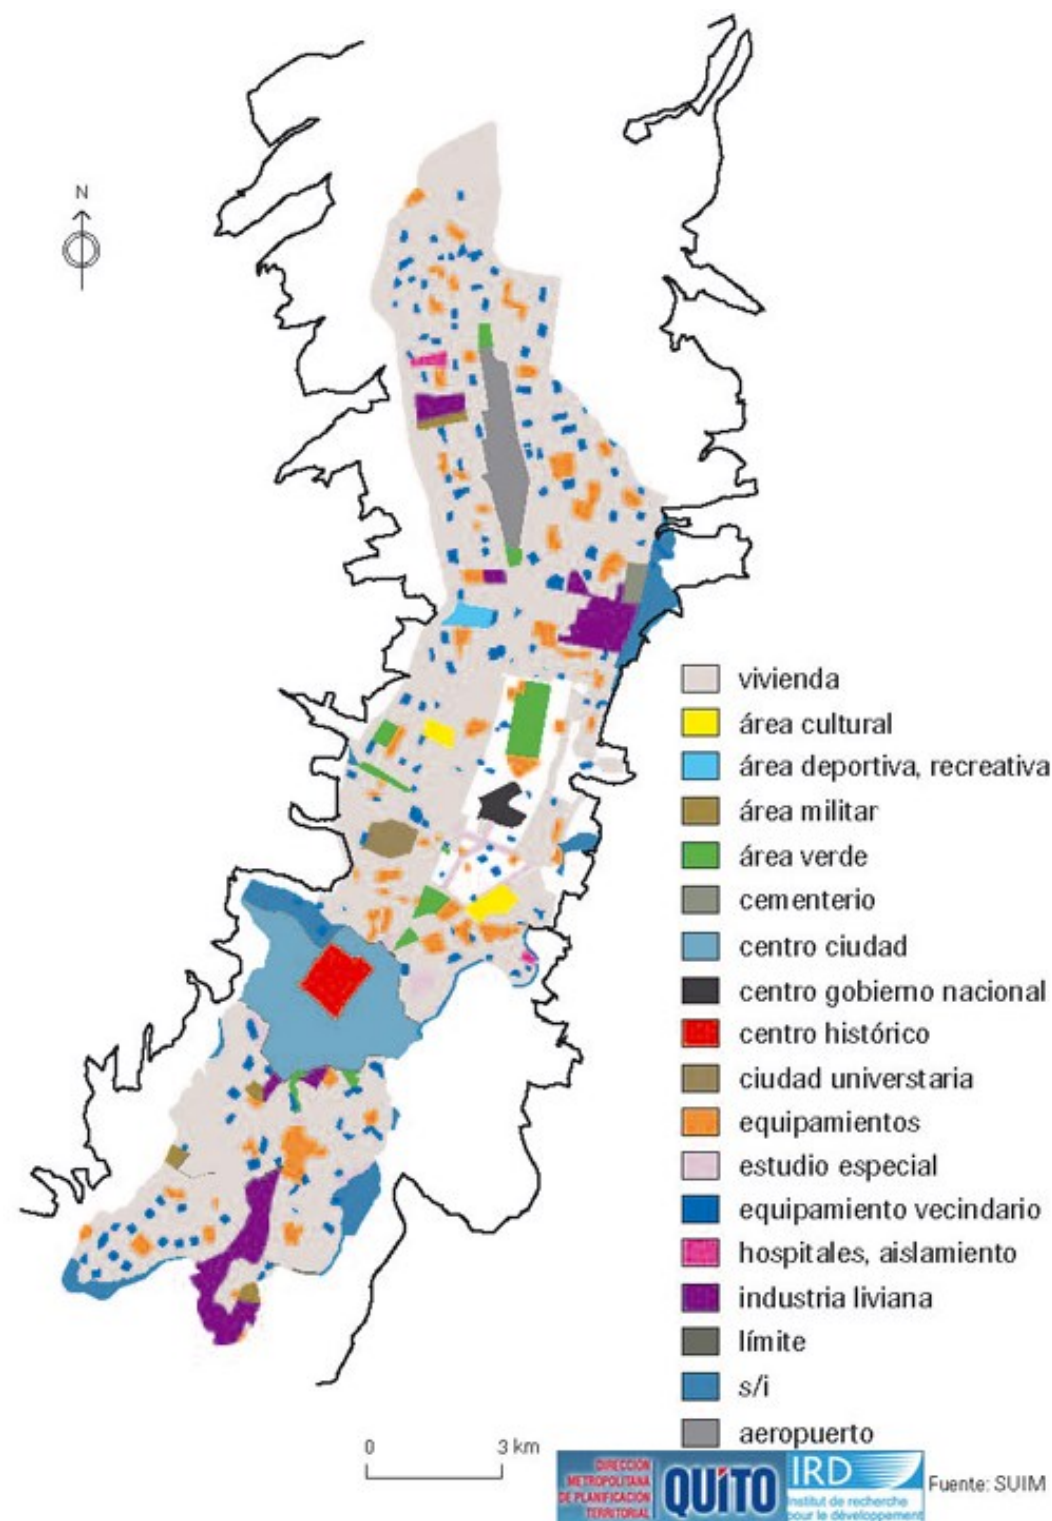 N
vivienda
área cultural
área deportiva, recreativa
área militar
área verde
cementerio
centro ciudad
centro gobierno nacional
centro histórico
ciudad universtaria
equipamientos
estudio especial
equipamiento vecindario
hospitales, aislamiento
industria liviana
límite
s/i
aeropuerto
0 3 km
DIRECCIÓN
METROPOLITANA
DE PLANIFICACIÓN
TERRITORIAL
QUITO
IRD
Institut de recherche
pour le développement
Fuente: SUIM